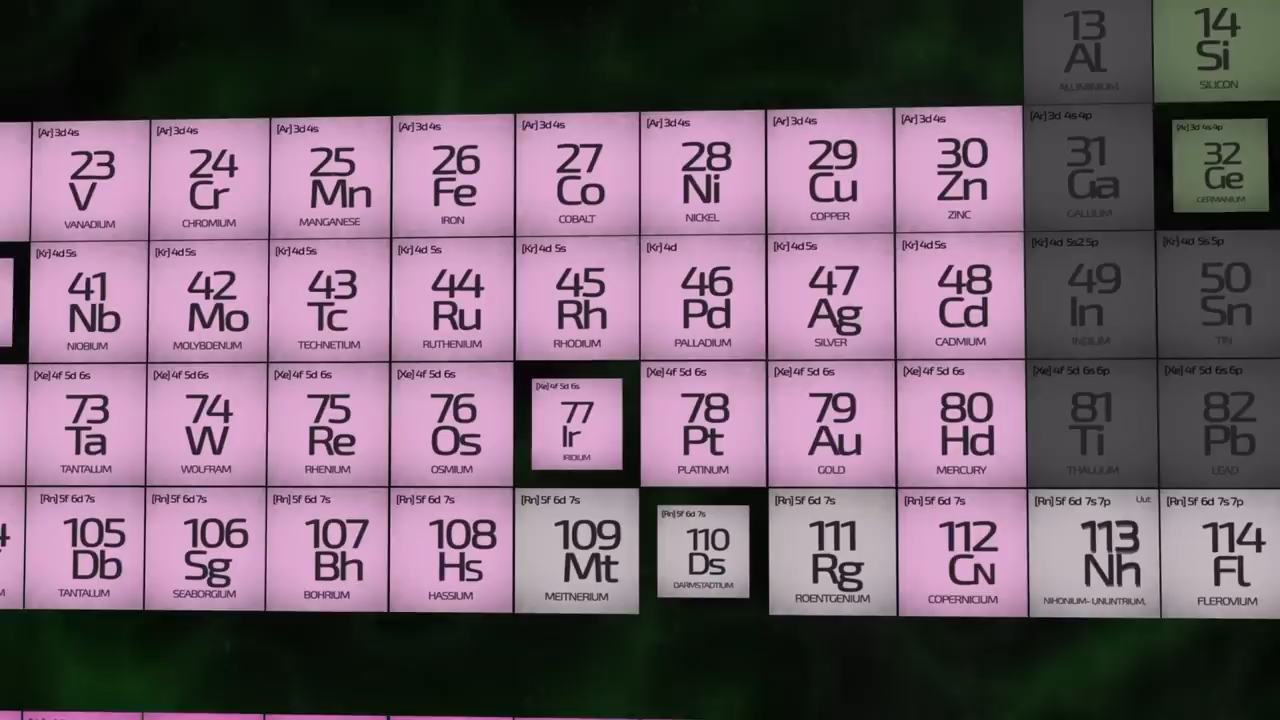 13
Al
ALUMINIUM
14
Si
SILICON
[Ar] 3d 4s
23
V
VANADIUM
[Ar] 3d 4s
24
Cr
CHROMIUM
[Ar] 3d 4s
25
Mn
MANGANESE
[Ar] 3d 4s
26
Fe
IRON
[Ar] 3d 4s
27
Co
COBALT
[Ar] 3d 4s
28
Ni
NICKEL
[Ar] 3d 4s
29
Cu
COPPER
[Ar] 3d 4s
30
Zn
ZINC
[Ar] 3d 4s 4p
31
Ga
GALLIUM
[Ar] 3d 4s 4p
32
Ge
GERMANIUM
[Kr] 4d 5s
41
Nb
NIOBIUM
[Kr] 4d 5s
42
Mo
MOLYBDENUM
[Kr] 4d 5s
43
Tc
TECHNETIUM
[Kr] 4d 5s
44
Ru
RUTHENIUM
[Kr] 4d 5s
45
Rh
RHODIUM
[Kr] 4d
46
Pd
PALLADIUM
[Kr] 4d 5s
47
Ag
SILVER
[Kr] 4d 5s
48
Cd
CADMIUM
[Kr] 4d 5s2 5p
49
In
INDIUM
[Kr] 4d 5s 5p
50
Sn
TIN
[Xe] 4f 5d 6s
73
Ta
TANTALUM
[Xe] 4f 5d 6s
74
W
WOLFRAM
[Xe] 4f 5d 6s
75
Re
RHENIUM
[Xe] 4f 5d 6s
76
Os
OSMIUM
[Xe] 4f 5d 6s
77
Ir
IRIDIUM
[Xe] 4f 5d 6s
78
Pt
PLATINUM
[Xe] 4f 5d 6s
79
Au
GOLD
[Xe] 4f 5d 6s
80
Hd
MERCURY
[Xe] 4f 5d 6s 6p
81
Ti
THALLIUM
[Xe] 4f 5d 6s 6p
82
Pb
LEAD
[Rn] 5f 6d 7s
105
Db
TANTALUM
[Rn] 5f 6d 7s
106
Sg
SEABORGIUM
[Rn] 5f 6d 7s
107
Bh
BOHRIUM
[Rn] 5f 6d 7s
108
Hs
HASSIUM
109
Mt
MEITNERIUM
[Rn] 5f 6d 7s
110
Ds
DARMSTADTIUM
[Rn] 5f 6d 7s
111
Rg
ROENTGENIUM
[Rn] 5f 6d 7s
112
CN
COPERNICIUM
[Rn] 5f 6d 7s 7p Uut
113
Nh
NIHONIUM- UNUNTRIUM,
[Rn] 5f 6d 7s 7p
114
Fl
FLEROVIUM